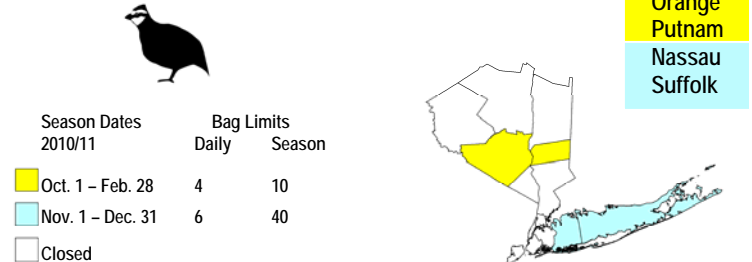 Orange
Putnam
Nassau
Suffolk
Season Dates Bag Limits
2010/11 Daily Season
Oct. 1 – Feb. 28 4 10
Nov. 1 – Dec. 31 6 40
Closed